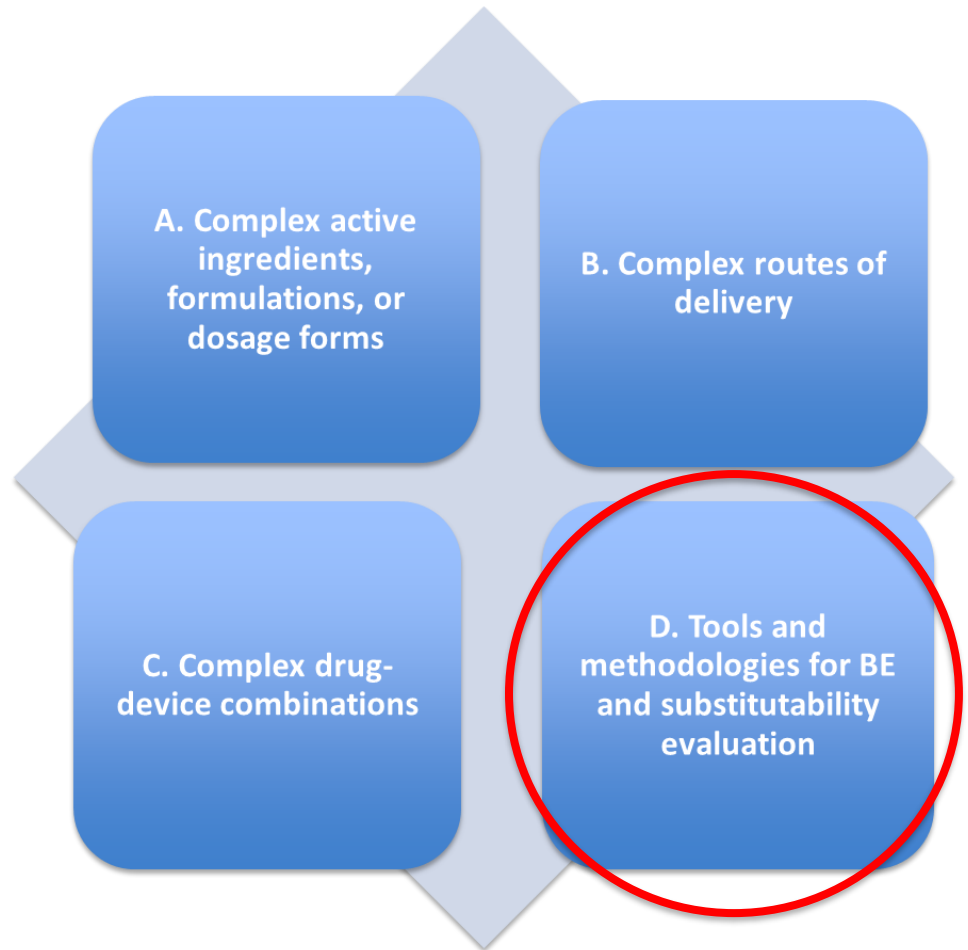 A. Complex active
ingredients,
formulations, or
dosage forms
B. Complex routes of
delivery
C. Complex drug-
device combinations
D. Tools and
methodologies for BE
and substitutability
evaluation